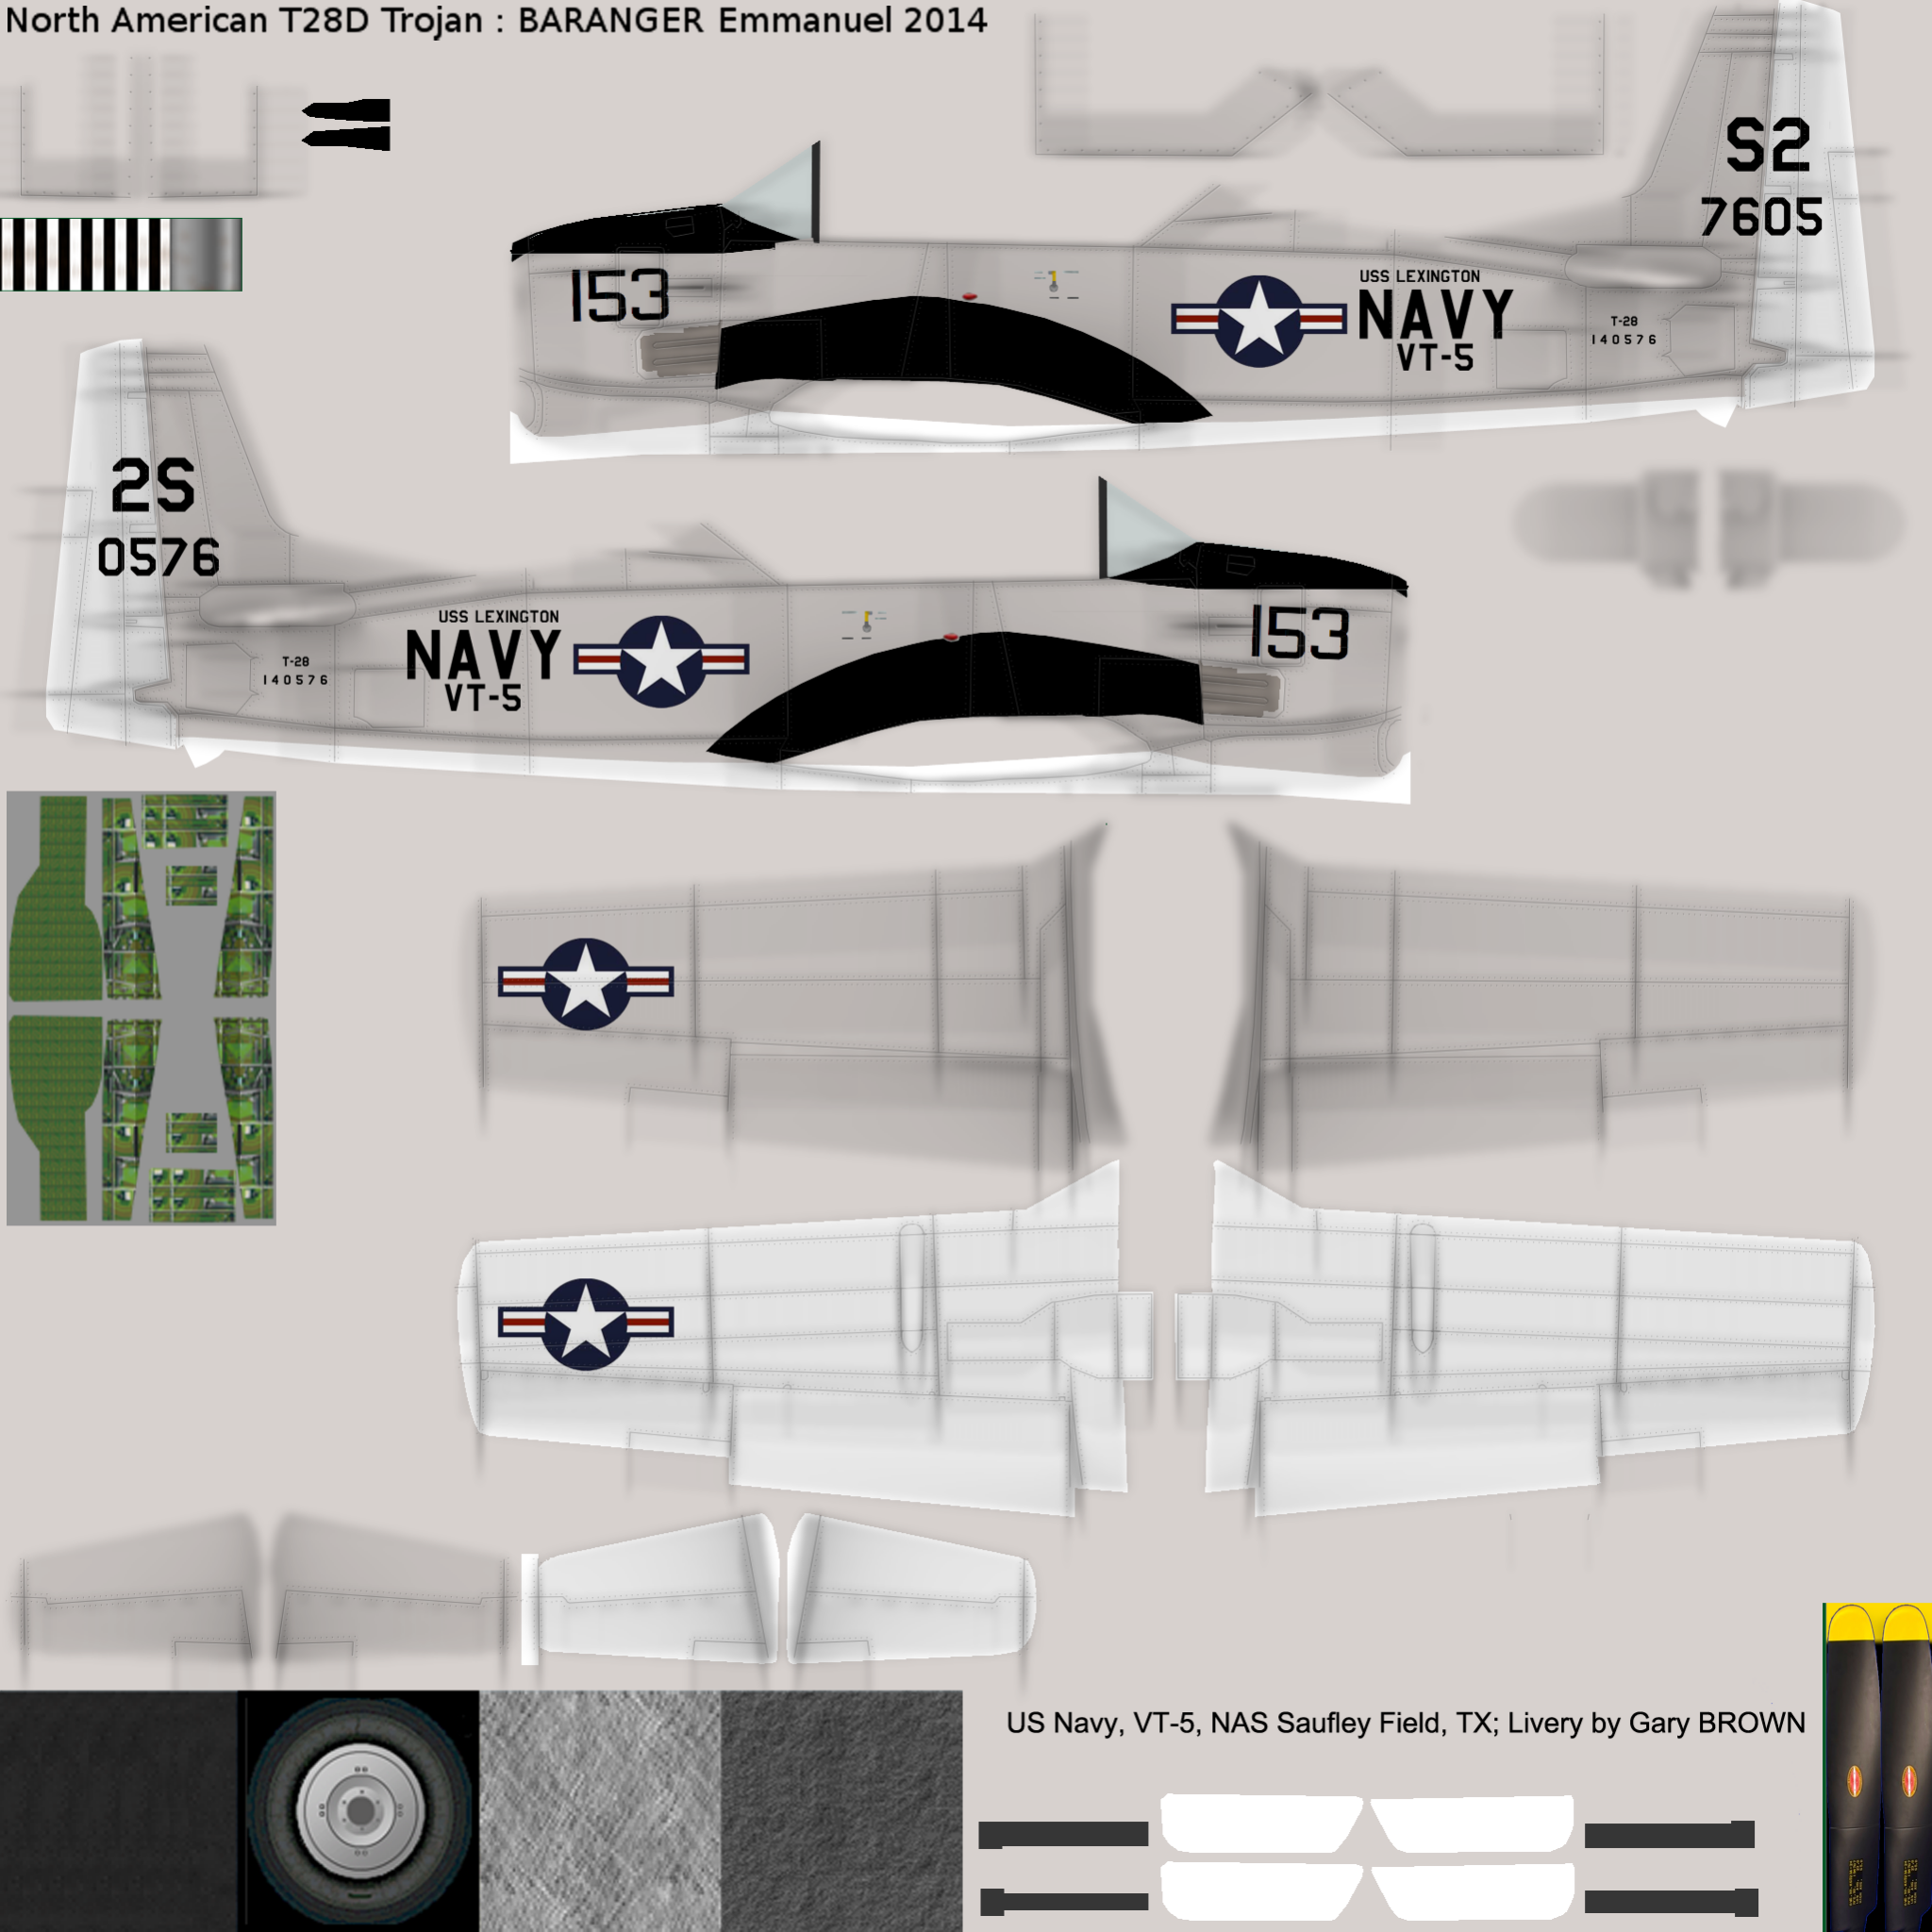 North American T28D Trojan : BARANGER Emmanuel 2014
S2
7605
153
USS LEXINGTON
NAVY
VT-5
T-28
140576
2S
0576
USS LEXINGTON
NAVY
VT-5
T-28
140576
153
US Navy, VT-5, NAS Saufley Field, TX; Livery by Gary BROWN